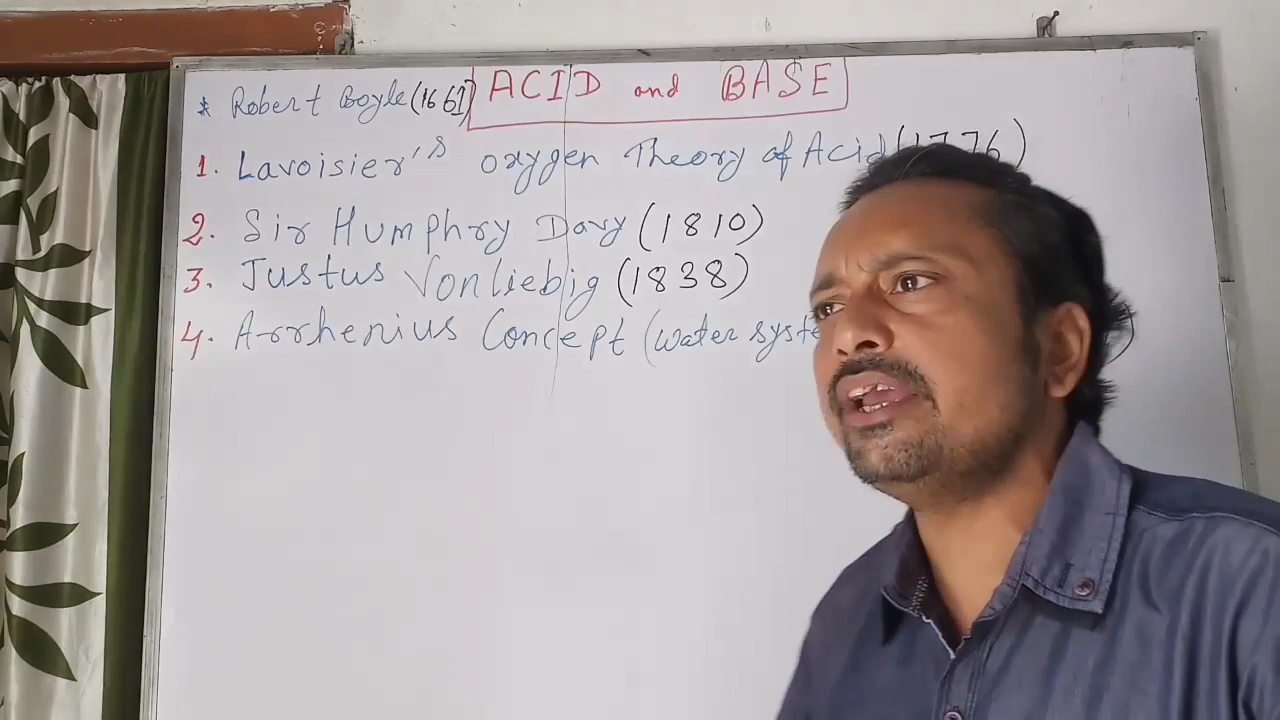 * Robert Boyle (1661) ACID and BASE
1. Lavoisier's oxygen Theory of Acid (1776)
2. Sir Humphry Davy (1810)
3. Justus Vonliebig (1838)
4. Arrhenius Concept (Water syste